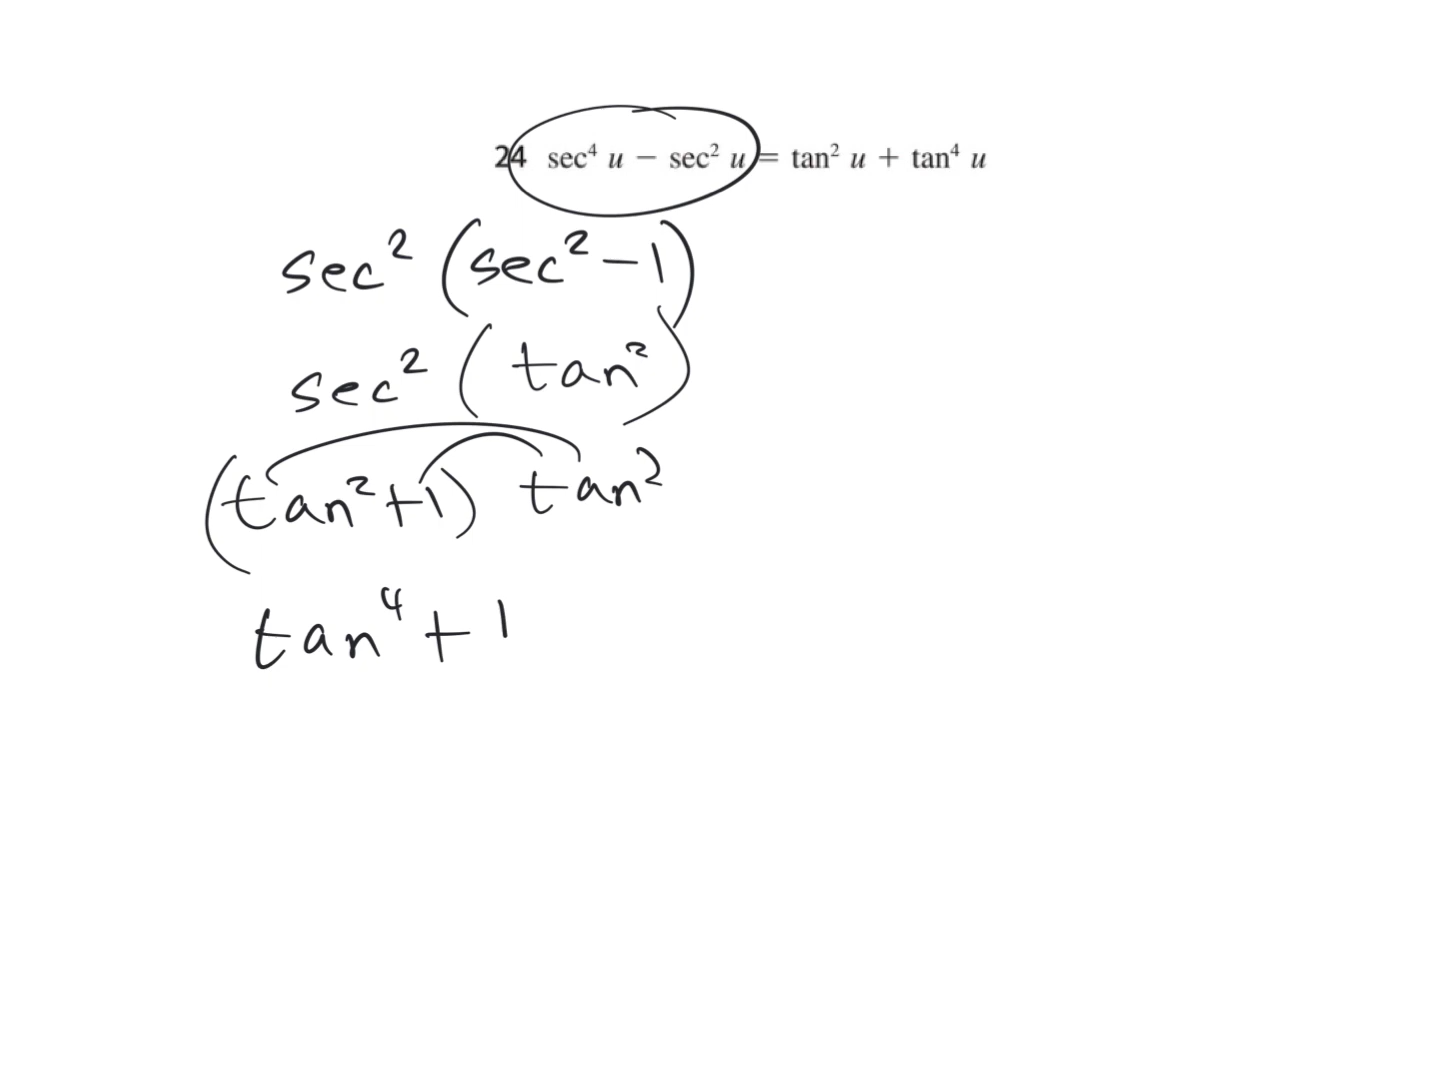 24 sec⁴ u − sec² u = tan² u + tan⁴ u
sec² (sec² − 1)
sec² (tan²)
(tan² + 1) tan²
tan⁴ + 1